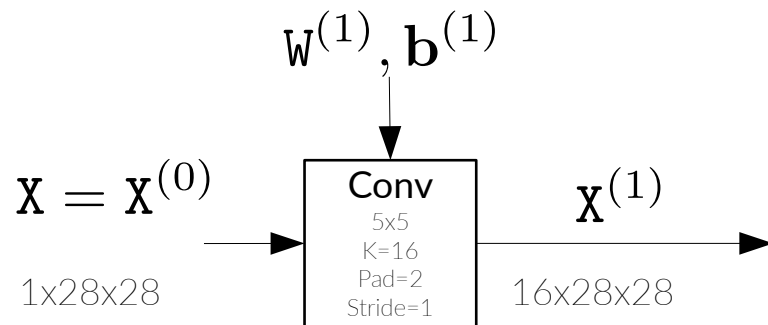 W^(1), b^(1)
X = X^(0)
1x28x28
Conv
5x5
K=16
Pad=2
Stride=1
X^(1)
16x28x28